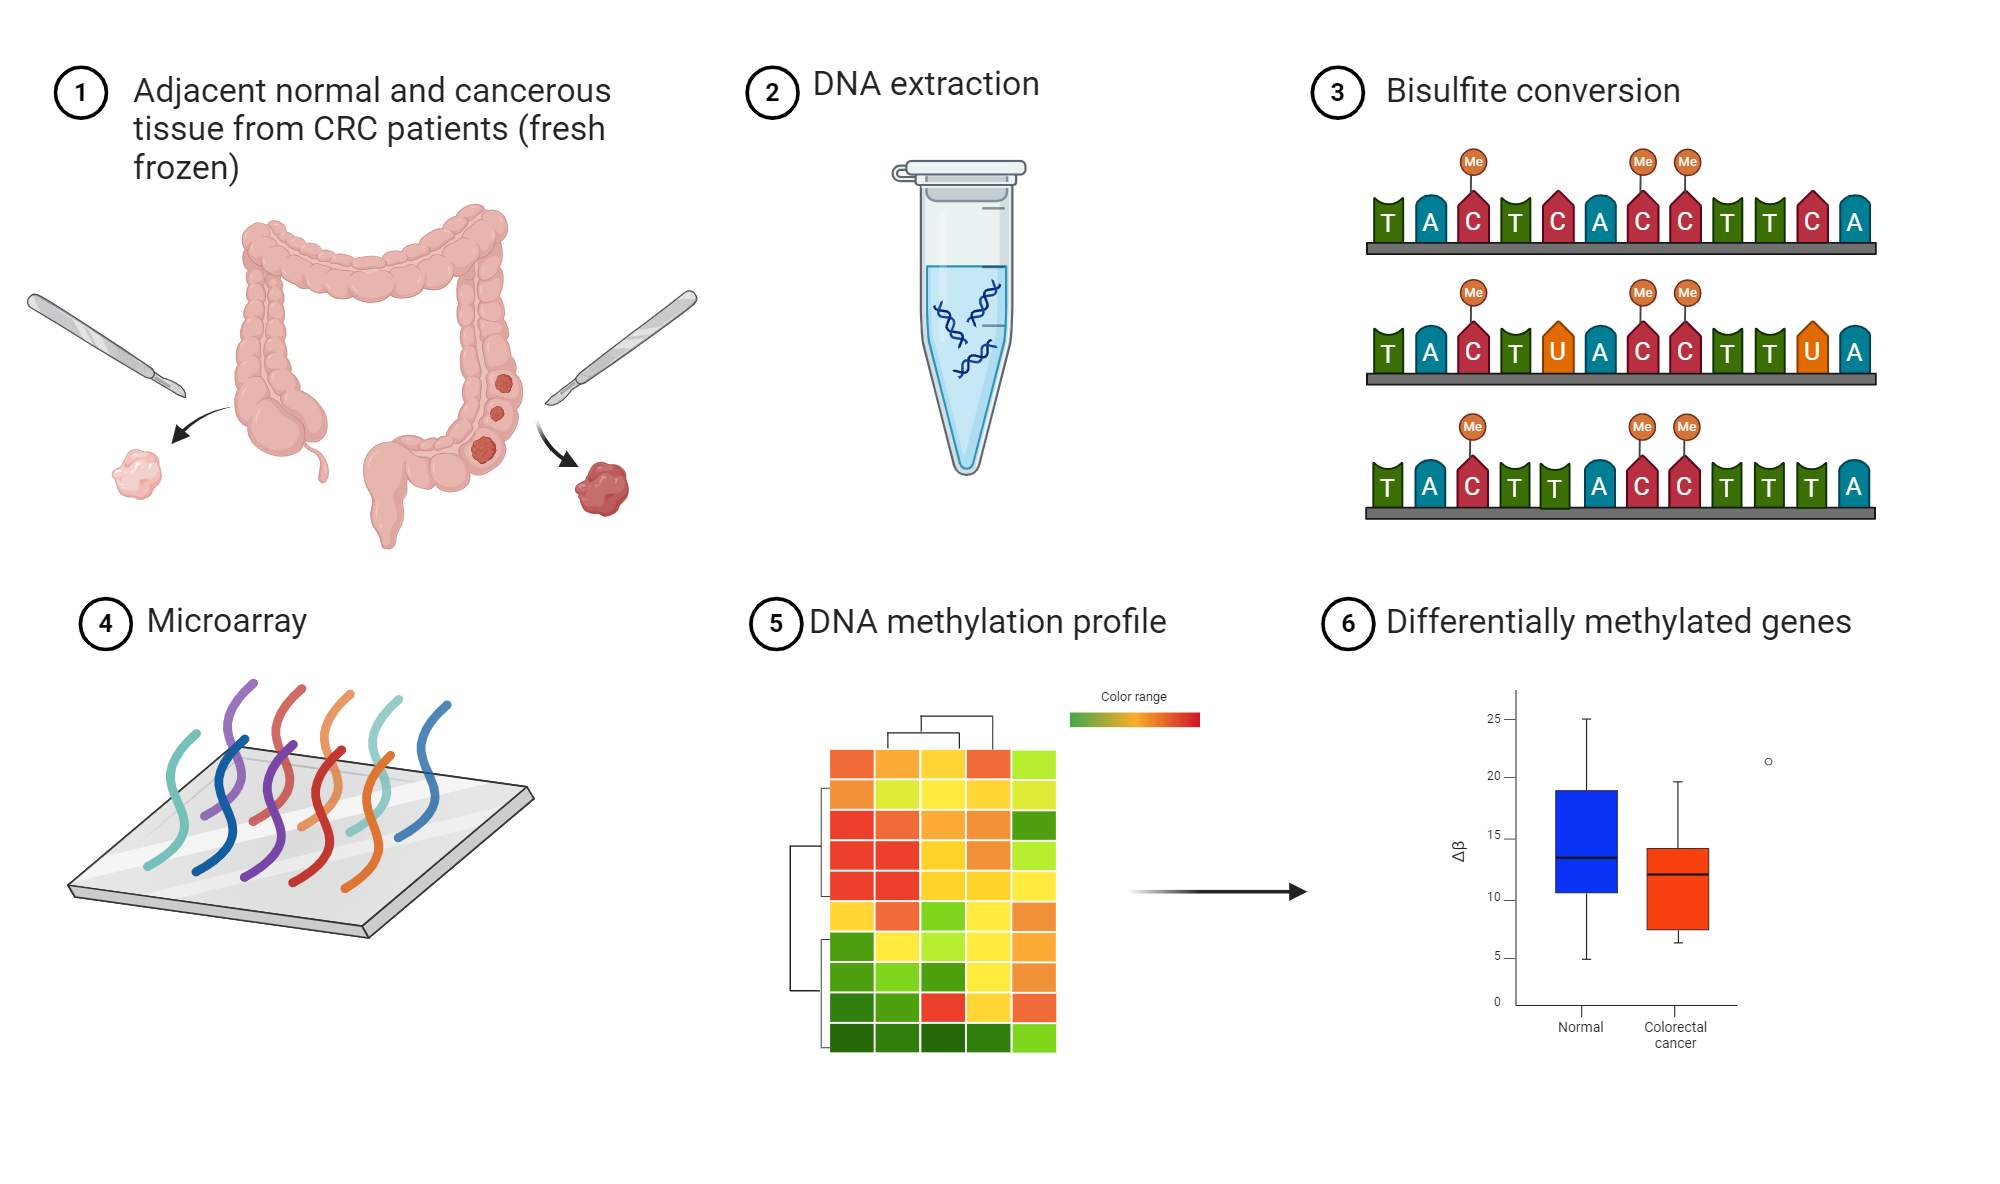 1
Adjacent normal and cancerous
tissue from CRC patients (fresh
frozen)
2
DNA extraction
3
Bisulfite conversion
Me Me Me
T A C T C A C C T T C A
Me Me Me
T A C T U A C C T T U A
Me Me Me
T A C T T A C C T T T A
4
Microarray
5
DNA methylation profile
Color range
6
Differentially methylated genes
25
20
15
10
5
0
Δβ
Normal
Colorectal
cancer